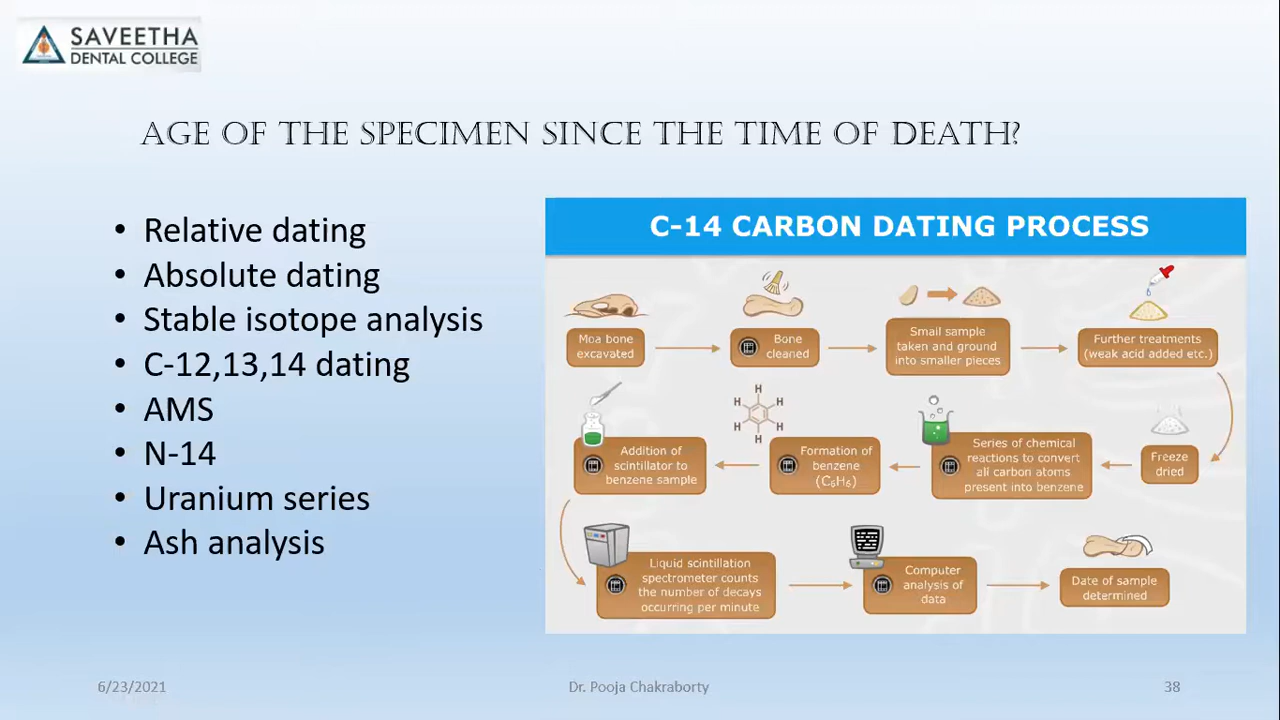 SAVEETHA
DENTAL COLLEGE
AGE OF THE SPECIMEN SINCE THE TIME OF DEATH?
• Relative dating
• Absolute dating
• Stable isotope analysis
• C-12,13,14 dating
• AMS
• N-14
• Uranium series
• Ash analysis
C-14 CARBON DATING PROCESS
Moa bone
excavated
Bone
cleaned
Small sample
taken and ground
into smaller pieces
Further treatments
(weak acid added etc.)
Freeze
dried
Series of chemical
reactions to convert
all carbon atoms
present into benzene
H
H
H
H
H
H
Formation of
benzene
(C₆H₆)
Addition of
scintillator to
benzene sample
Liquid scintillation
spectrometer counts
the number of decays
occurring per minute
Computer
analysis of
data
Date of sample
determined
6/23/2021
Dr. Pooja Chakraborty
38